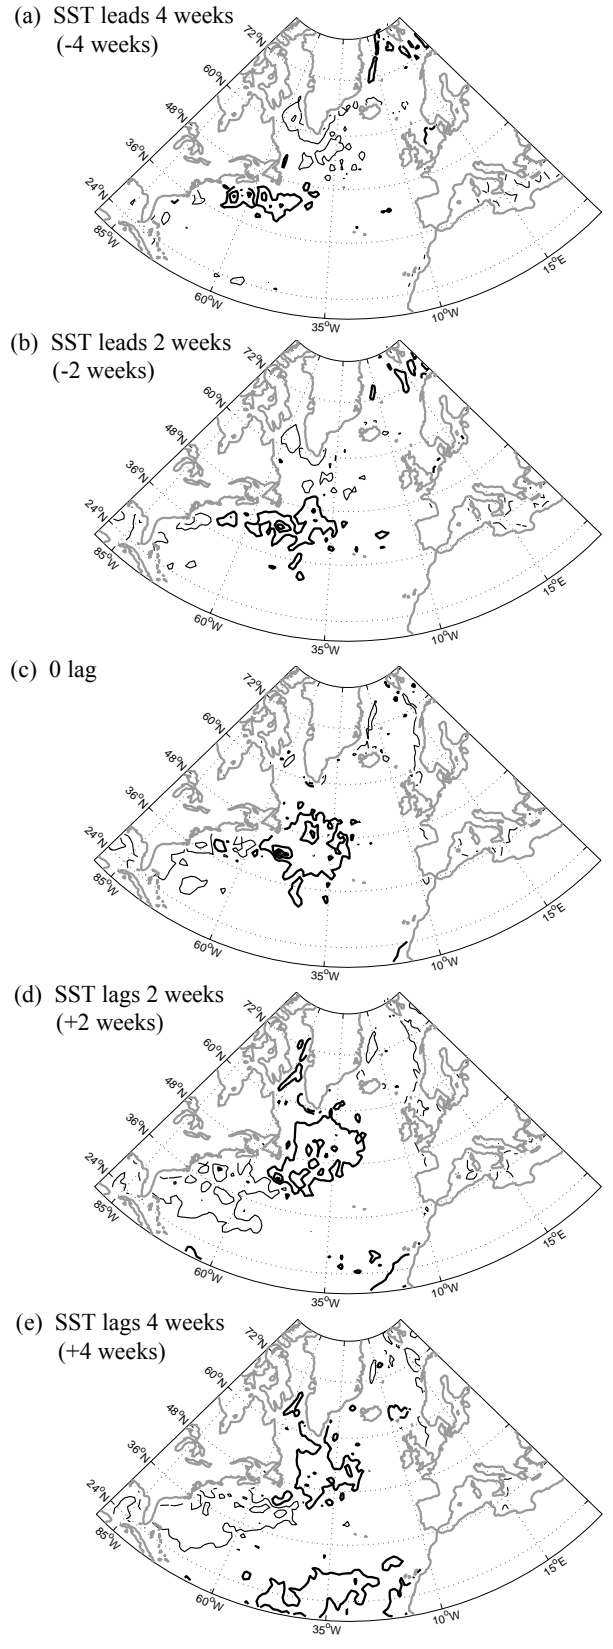 (a) SST leads 4 weeks
(-4 weeks)
72°N
60°N
48°N
36°N
24°N
85°W
60°W
35°W
10°W
15°E
(b) SST leads 2 weeks
(-2 weeks)
72°N
60°N
48°N
36°N
24°N
85°W
60°W
35°W
10°W
15°E
(c) 0 lag
72°N
60°N
48°N
36°N
24°N
85°W
60°W
35°W
10°W
15°E
(d) SST lags 2 weeks
(+2 weeks)
72°N
60°N
48°N
36°N
24°N
85°W
60°W
35°W
10°W
15°E
(e) SST lags 4 weeks
(+4 weeks)
72°N
60°N
48°N
36°N
24°N
85°W
60°W
35°W
10°W
15°E